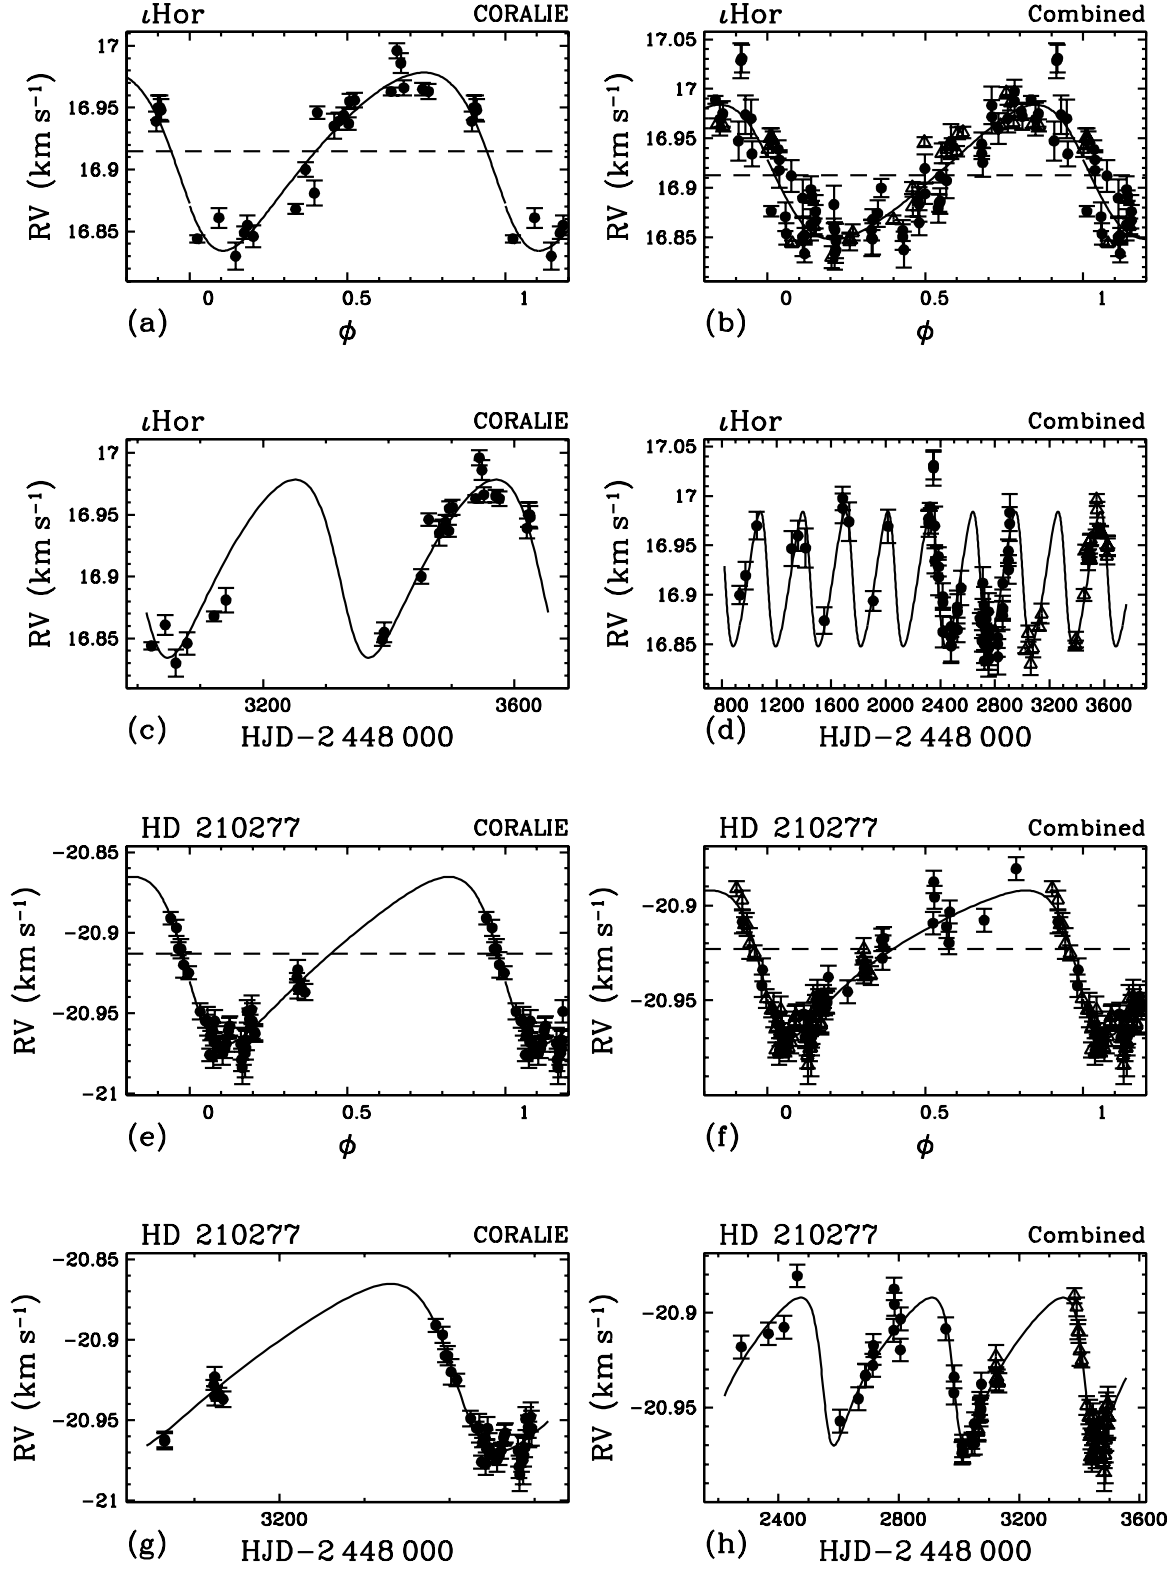 ιHor CORALIE
17
16.95
16.9
16.85
RV (km s⁻¹)
0 0.5 1
(a) ϕ
ιHor Combined
17.05
17
16.95
16.9
16.85
RV (km s⁻¹)
0 0.5 1
(b) ϕ
ιHor CORALIE
17
16.95
16.9
16.85
RV (km s⁻¹)
3200 3600
(c) HJD−2 448 000
ιHor Combined
17.05
17
16.95
16.9
16.85
RV (km s⁻¹)
800 1200 1600 2000 2400 2800 3200 3600
(d) HJD−2 448 000
HD 210277 CORALIE
−20.85
−20.9
−20.95
−21
RV (km s⁻¹)
0 0.5 1
(e) ϕ
HD 210277 Combined
−20.9
−20.95
RV (km s⁻¹)
0 0.5 1
(f) ϕ
HD 210277 CORALIE
−20.85
−20.9
−20.95
−21
RV (km s⁻¹)
3200
(g) HJD−2 448 000
HD 210277 Combined
−20.9
−20.95
RV (km s⁻¹)
2400 2800 3200 3600
(h) HJD−2 448 000